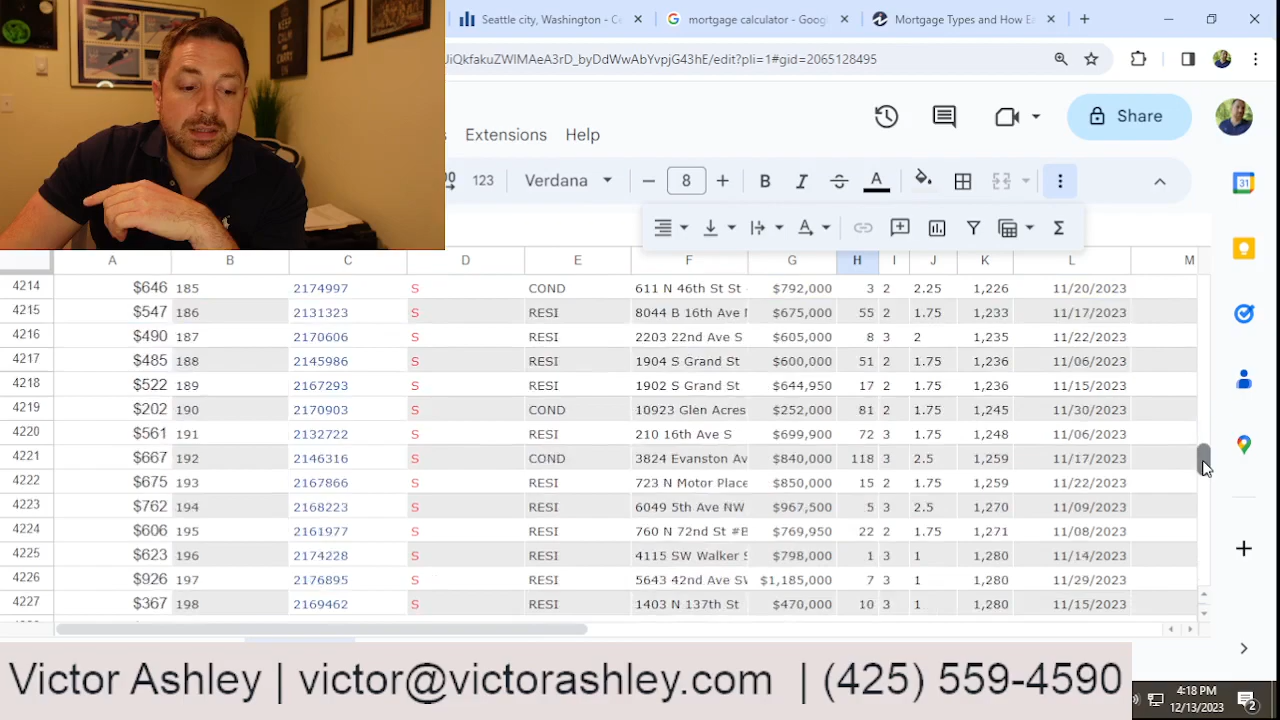 Seattle city, Washington - Ce
mortgage calculator - Googl
Mortgage Types and How E
JiQkfakuZWlMAeA3rD_byDdWwAbYvpjG43hE/edit?pli=1#gid=2065128495
KEEP CALM AND CARRY ON
Extensions Help
Share
123 Verdana 8
A B C D E F G H I J K L M
4214 $646 185 2174997 S COND 611 N 46th St St - $792,000 3 2 2.25 1,226 11/20/2023
4215 $547 186 2131323 S RESI 8044 B 16th Ave $675,000 55 2 1.75 1,233 11/17/2023
4216 $490 187 2170606 S RESI 2203 22nd Ave S $605,000 8 3 2 1,235 11/22/2023
4217 $485 188 2145986 S RESI 1904 S Grand St $600,000 51 2 1.75 1,236 11/06/2023
4218 $522 189 2167293 S RESI 1902 S Grand St $644,950 17 2 1.75 1,236 11/15/2023
4219 $202 190 2170903 S COND 10923 Glen Acres $252,000 81 2 1.75 1,245 11/30/2023
4220 $561 191 2132722 S RESI 210 16th Ave S $699,900 72 3 1.75 1,248 11/06/2023
4221 $667 192 2146316 S COND 3824 Evanston Av $840,000 118 3 2.5 1,259 11/17/2023
4222 $675 193 2167866 S RESI 723 N Motor Place $850,000 15 2 1.75 1,259 11/22/2023
4223 $762 194 2168223 S RESI 6049 5th Ave NW $967,500 5 3 2.5 1,270 11/09/2023
4224 $606 195 2161977 S RESI 760 N 72nd St #B $769,950 22 2 1.75 1,271 11/08/2023
4225 $623 196 2174228 S RESI 4115 SW Walker S $798,000 1 3 1 1,280 11/14/2023
4226 $926 197 2176895 S RESI 5643 42nd Ave SW $1,185,000 7 3 1 1,280 11/29/2023
4227 $367 198 2169462 S RESI 1403 N 137th St $470,000 10 3 1 1,280 11/15/2023
31
Victor Ashley | victor@victorashley.com | (425) 559-4590
4:18 PM
12/13/2023
2